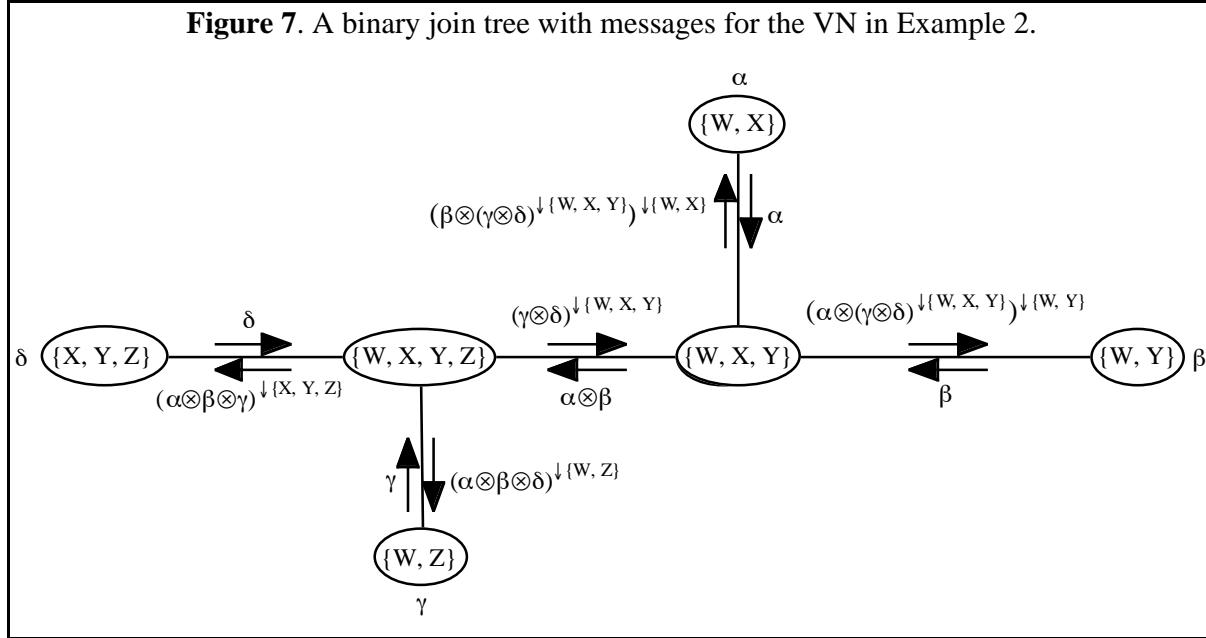 Figure 7. A binary join tree with messages for the VN in Example 2.
α
{W, X}
(β⊗(γ⊗δ)↓{W, X, Y})↓{W, X}
α
δ
(γ⊗δ)↓{W, X, Y}
(α⊗(γ⊗δ)↓{W, X, Y})↓{W, Y}
δ
{X, Y, Z}
{W, X, Y, Z}
{W, X, Y}
{W, Y}
β
(α⊗β⊗γ)↓{X, Y, Z}
α⊗β
β
γ
(α⊗β⊗δ)↓{W, Z}
{W, Z}
γ